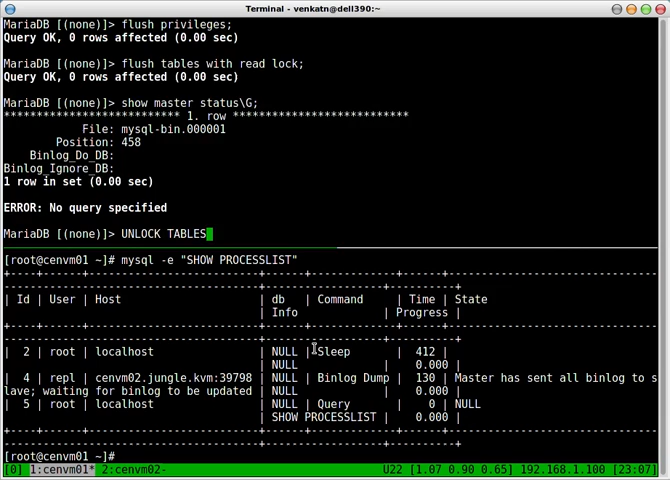 Terminal - venkatn@dell390:~
MariaDB [(none)]> flush privileges;
Query OK, 0 rows affected (0.00 sec)
MariaDB [(none)]> flush tables with read lock;
Query OK, 0 rows affected (0.00 sec)
MariaDB [(none)]> show master status\G;
*************************** 1. row ***************************
File: mysql-bin.000001
Position: 458
Binlog_Do_DB:
Binlog_Ignore_DB:
1 row in set (0.00 sec)
ERROR: No query specified
MariaDB [(none)]> UNLOCK TABLES
[root@cenvm01 ~]# mysql -e "SHOW PROCESSLIST"
+----+------+---------------------------+------+-------------+------+-----------
----------------------------+------------------+----------+
| Id | User | Host | db | Command | Time | State
| Info | Progress |
+----+------+---------------------------+------+-------------+------+-----------
----------------------------+------------------+----------+
| 2 | root | localhost | NULL | Sleep | 412 |
| NULL | 0.000 |
| 4 | repl | cenvm02.jungle.kvm:39798 | NULL | Binlog Dump | 130 | Master has sent all binlog to s
lave; waiting for binlog to be updated | NULL | 0.000 |
| 5 | root | localhost | NULL | Query | 0 | NULL
| SHOW PROCESSLIST | 0.000 |
+----+------+---------------------------+------+-------------+------+-----------
----------------------------+------------------+----------+
[root@cenvm01 ~]#
[0] 1:cenvm01* 2:cenvm02- U22 [1.07 0.90 0.65] 192.168.1.100 [23:07]